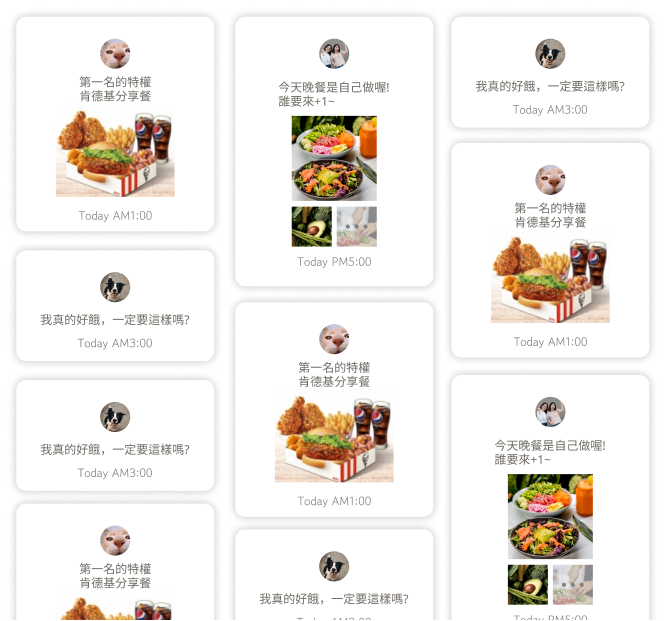 第一名的特權
肯德基分享餐
Today AM1:00
我真的好餓，一定要這樣嗎?
Today AM3:00
我真的好餓，一定要這樣嗎?
Today AM3:00
第一名的特權
肯德基分享餐
今天晚餐是自己做喔!
誰要來+1~
Today PM5:00
第一名的特權
肯德基分享餐
Today AM1:00
我真的好餓，一定要這樣嗎?
我真的好餓，一定要這樣嗎?
Today AM3:00
第一名的特權
肯德基分享餐
Today AM1:00
今天晚餐是自己做喔!
誰要來+1~
Today PM5:00